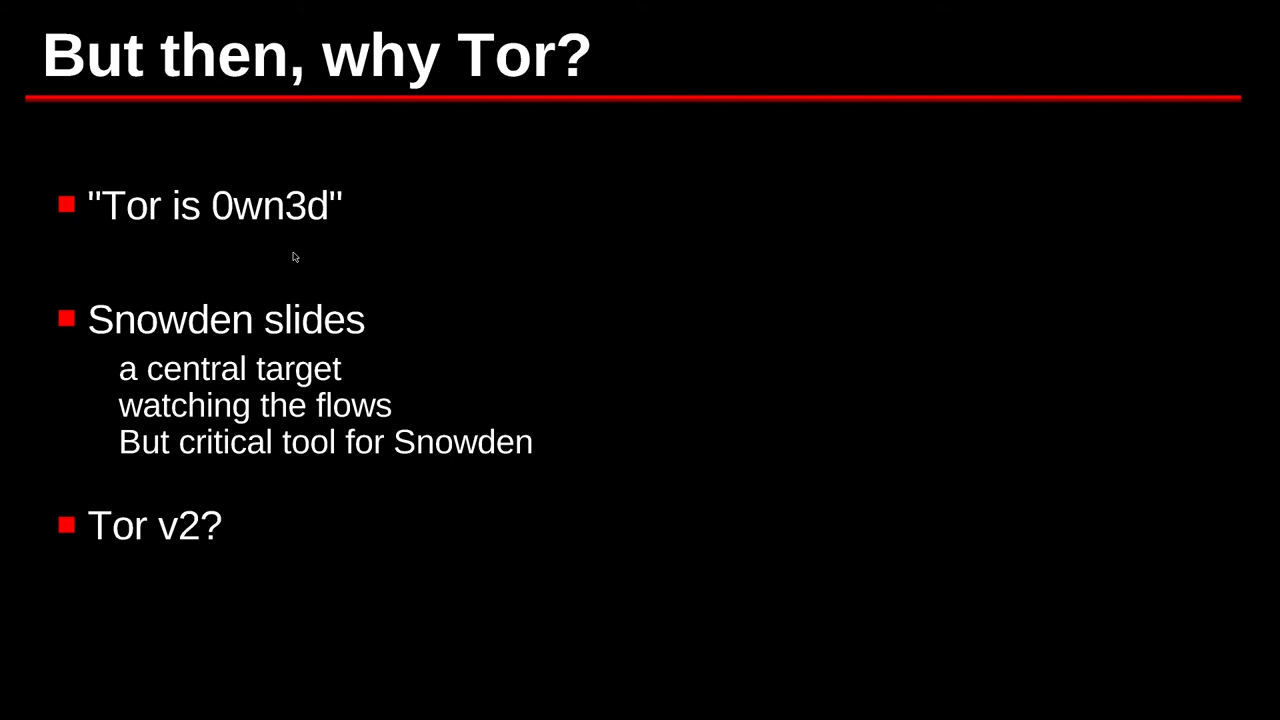 But then, why Tor?
"Tor is 0wn3d"
Snowden slides
a central target
watching the flows
But critical tool for Snowden
Tor v2?